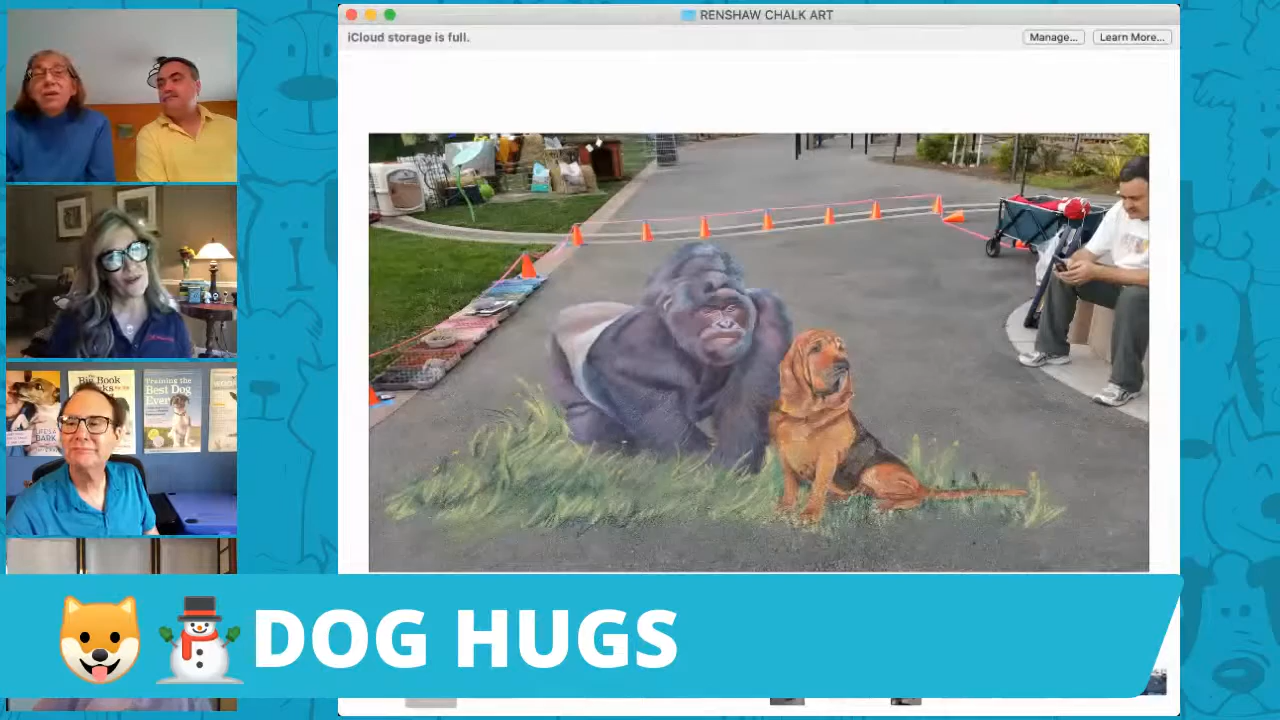 RENSHAW CHALK ART
iCloud storage is full.
Manage...
Learn More...
Big Book
BARK
Training the
Best Dog
Ever
DOG HUGS